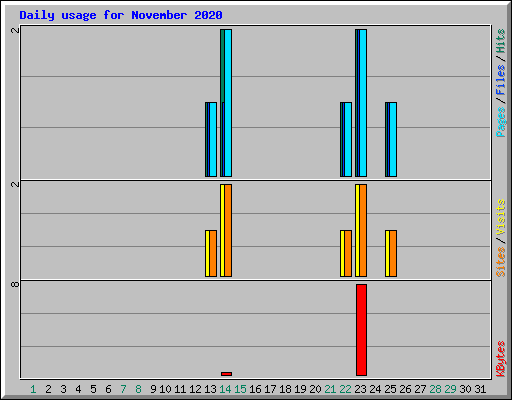 Daily usage for November 2020
2
2
8
Pages / Files / Hits
Sites / Visits
KBytes
1 2 3 4 5 6 7 8 9 10 11 12 13 14 15 16 17 18 19 20 21 22 23 24 25 26 27 28 29 30 31